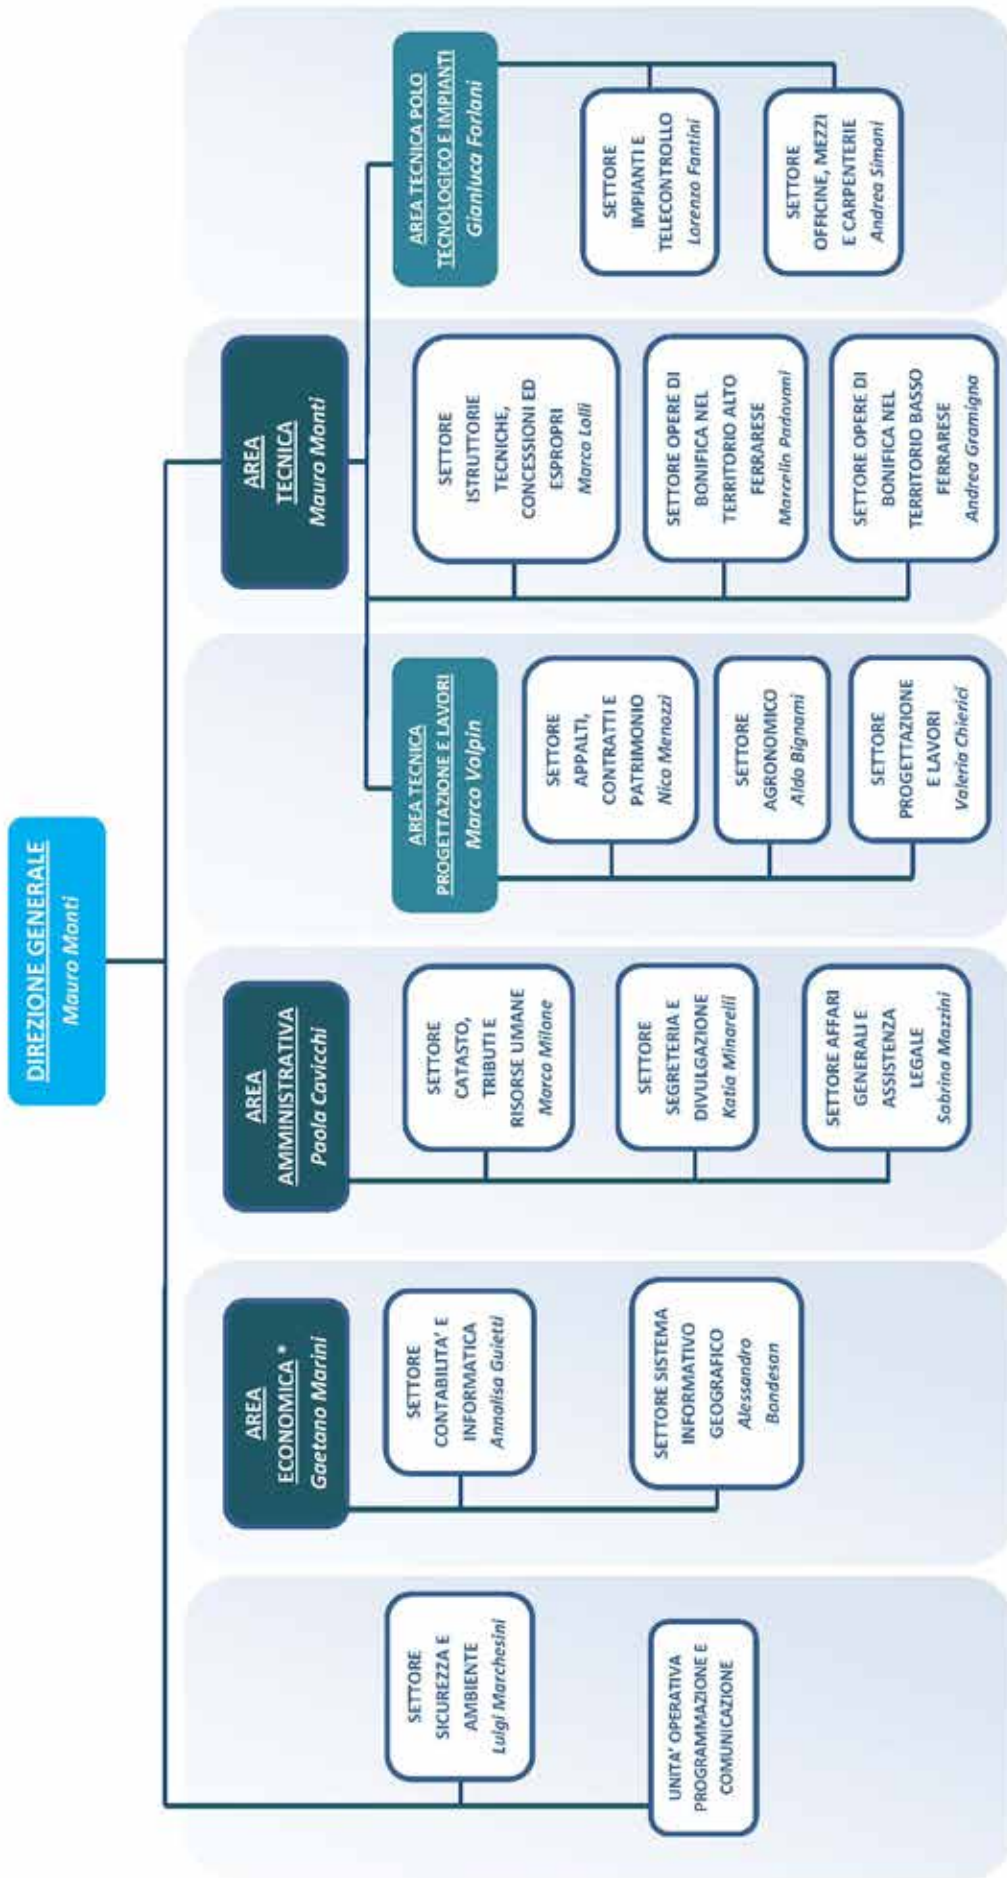 DIREZIONE GENERALE
Mauro Monti
SETTORE
SICUREZZA E
AMBIENTE
Luigi Marchesini
UNITA' OPERATIVA
PROGRAMMAZIONE E
COMUNICAZIONE
AREA
ECONOMICA *
Gaetano Marini
SETTORE
CONTABILITA' E
INFORMATICA
Annalisa Guietti
SETTORE SISTEMA
INFORMATIVO
GEOGRAFICO
Alessandro
Bondesan
AREA
AMMINISTRATIVA
Paola Cavicchi
SETTORE
CATASTO,
TRIBUTI E
RISORSE UMANE
Marco Milane
SETTORE
SEGRETERIA E
DIVULGAZIONE
Katia Minarelli
SETTORE AFFARI
GENERALI E
ASSISTENZA
LEGALE
Sabrina Mazzini
AREA TECNICA
PROGETTAZIONE E LAVORI
Marco Volpin
SETTORE
APPALTI,
CONTRATTI E
PATRIMONIO
Nico Menozzi
SETTORE
AGRONOMICO
Aldo Bignami
SETTORE
PROGETTAZIONE
E LAVORI
Valeria Chierici
AREA
TECNICA
Mauro Monti
SETTORE
ISTRUTTORIE
TECNICHE,
CONCESSIONI ED
ESPROPRI
Marco Lolli
SETTORE OPERE DI
BONIFICA NEL
TERRITORIO ALTO
FERRARESE
Marcelin Padovani
SETTORE OPERE DI
BONIFICA NEL
TERRITORIO BASSO
FERRARESE
Andrea Gramigna
AREA TECNICA POLO
TECNOLOGICO E IMPIANTI
Gianluca Forlani
SETTORE
IMPIANTI E
TELECONTROLLO
Lorenzo Fantini
SETTORE
OFFICINE, MEZZI
E CARPENTERIE
Andrea Simani